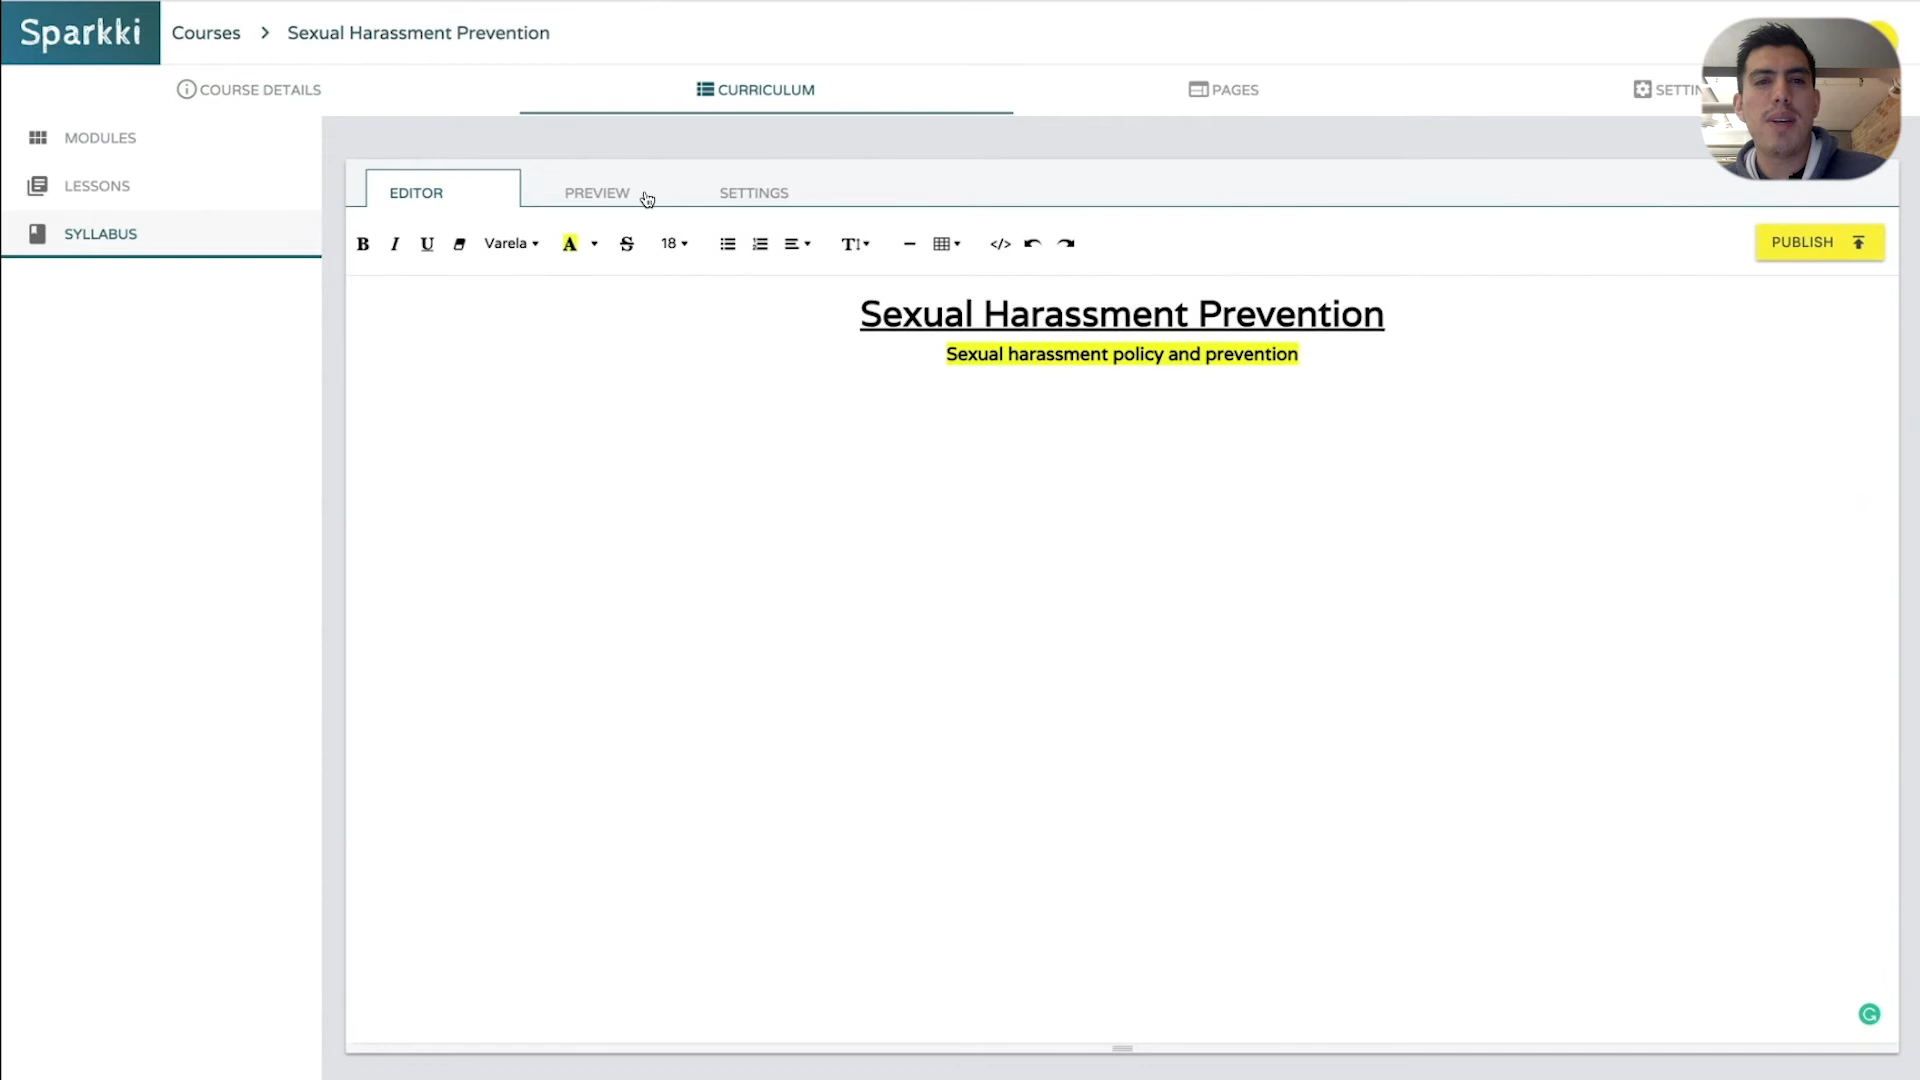 Sparkki
Courses > Sexual Harassment Prevention
COURSE DETAILS
CURRICULUM
PAGES
SETTIN
MODULES
LESSONS
SYLLABUS
EDITOR
PREVIEW
SETTINGS
B I U Varela A S 18 T </>
PUBLISH
Sexual Harassment Prevention
Sexual harassment policy and prevention